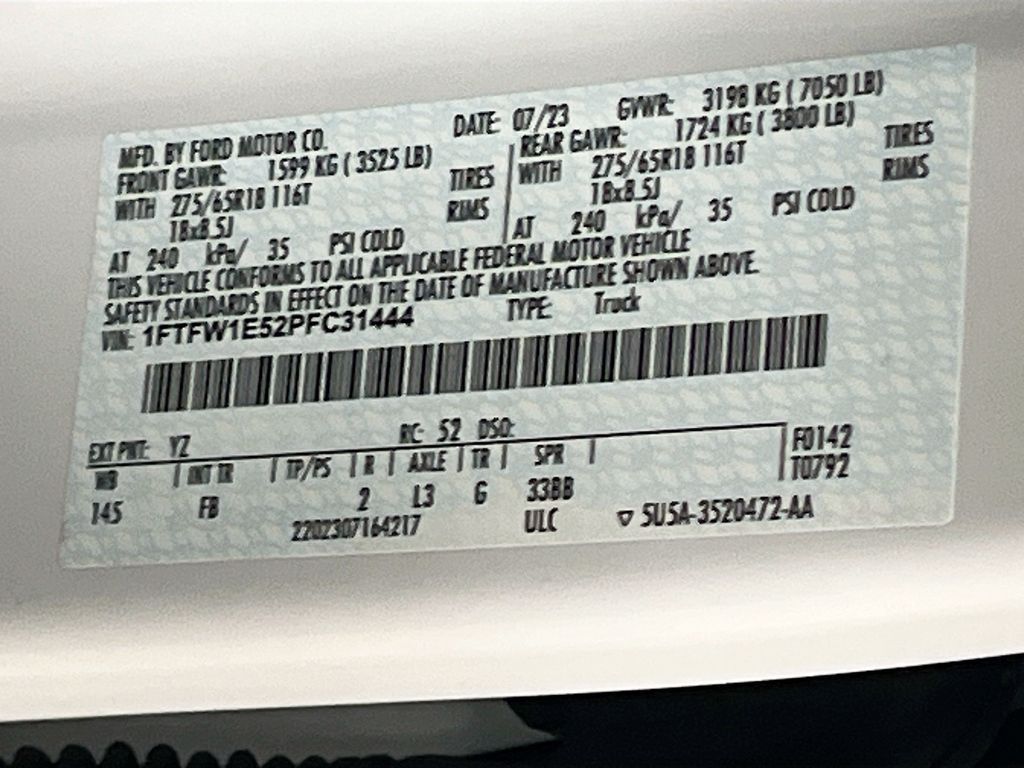 MFD. BY FORD MOTOR CO. DATE: 07/23 GVWR: 3198 KG ( 7050 LB)
FRONT GAWR: 1599 KG ( 3525 LB) REAR GAWR: 1724 KG ( 3800 LB)
WITH 275/65R18 116T TIRES WITH 275/65R18 116T TIRES
18x8.5J RIMS 18x8.5J RIMS
AT 240 kPa/ 35 PSI COLD AT 240 kPa/ 35 PSI COLD
THIS VEHICLE CONFORMS TO ALL APPLICABLE FEDERAL MOTOR VEHICLE
SAFETY STANDARDS IN EFFECT ON THE DATE OF MANUFACTURE SHOWN ABOVE.
VIN: 1FTFW1E52PFC31444 TYPE: Truck
EXT PNT: YZ RC: 52 DSO:
WB INT TR TP/PS R AXLE TR SPR F0142
145 FB 2 L3 G 33BB T0792
2202307164217 ULC ▽ 5U5A-3520472-AA